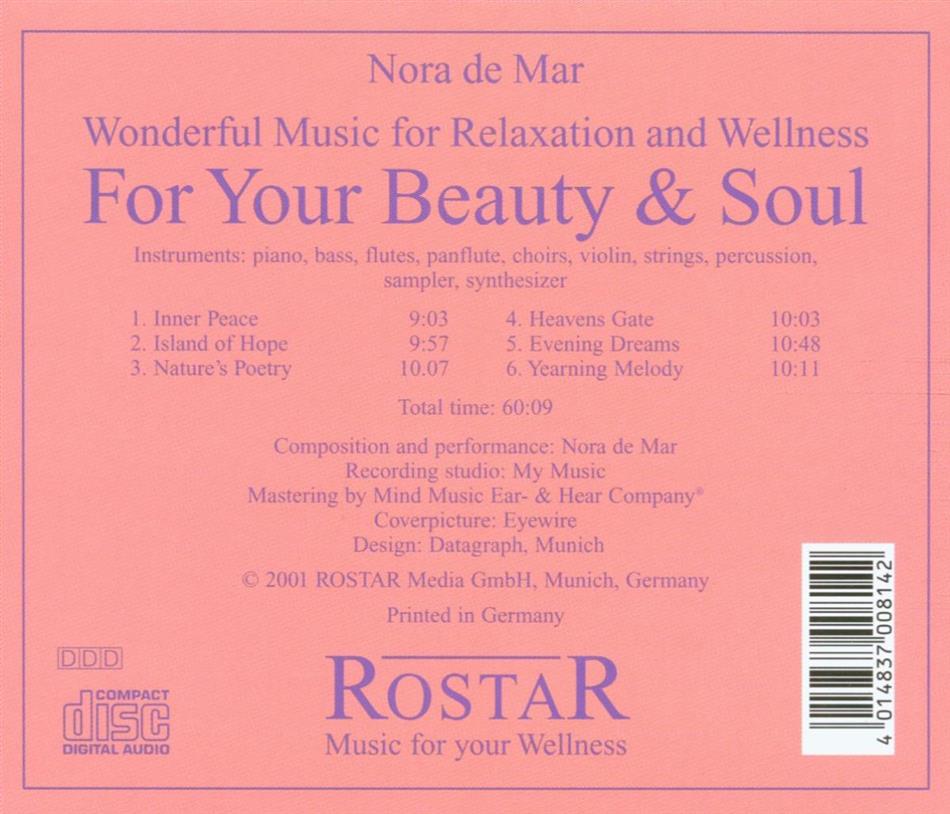 Nora de Mar
Wonderful Music for Relaxation and Wellness
For Your Beauty & Soul
Instruments: piano, bass, flutes, panflute, choirs, violin, strings, percussion,
sampler, synthesizer
1. Inner Peace 9:03
2. Island of Hope 9:57
3. Nature's Poetry 10.07
4. Heavens Gate 10:03
5. Evening Dreams 10:48
6. Yearning Melody 10:11
Total time: 60:09
Composition and performance: Nora de Mar
Recording studio: My Music
Mastering by Mind Music Ear- & Hear Company®
Coverpicture: Eyewire
Design: Datagraph, Munich
© 2001 ROSTAR Media GmbH, Munich, Germany
Printed in Germany
DDD
COMPACT
disc
DIGITAL AUDIO
ROSTAR
Music for your Wellness
4 014837 008142